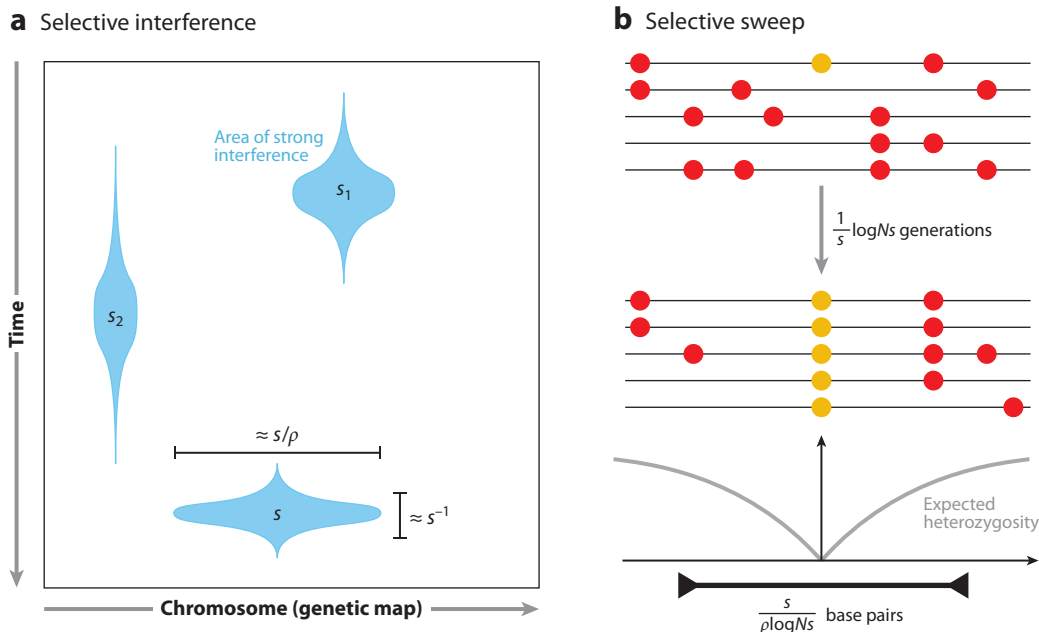 a Selective interference
Time
Area of strong
interference
s₁
s₂
≈ s/ρ
s
≈ s⁻¹
Chromosome (genetic map)
b Selective sweep
1/s logNs generations
Expected
heterozygosity
s/ρlogNs base pairs